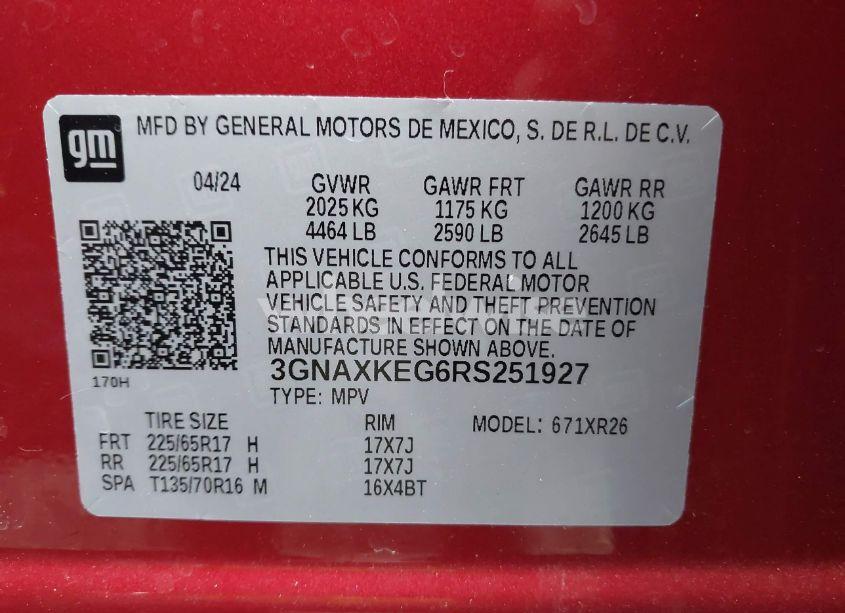 gm
MFD BY GENERAL MOTORS DE MEXICO, S. DE R.L. DE C.V.
04/24 GVWR GAWR FRT GAWR RR
2025 KG 1175 KG 1200 KG
4464 LB 2590 LB 2645 LB
THIS VEHICLE CONFORMS TO ALL
APPLICABLE U.S. FEDERAL MOTOR
VEHICLE SAFETY AND THEFT PREVENTION
STANDARDS IN EFFECT ON THE DATE OF
MANUFACTURE SHOWN ABOVE.
3GNAXKEG6RS251927
170H
TYPE: MPV
TIRE SIZE RIM MODEL: 671XR26
FRT 225/65R17 H 17X7J
RR 225/65R17 H 17X7J
SPA T135/70R16 M 16X4BT